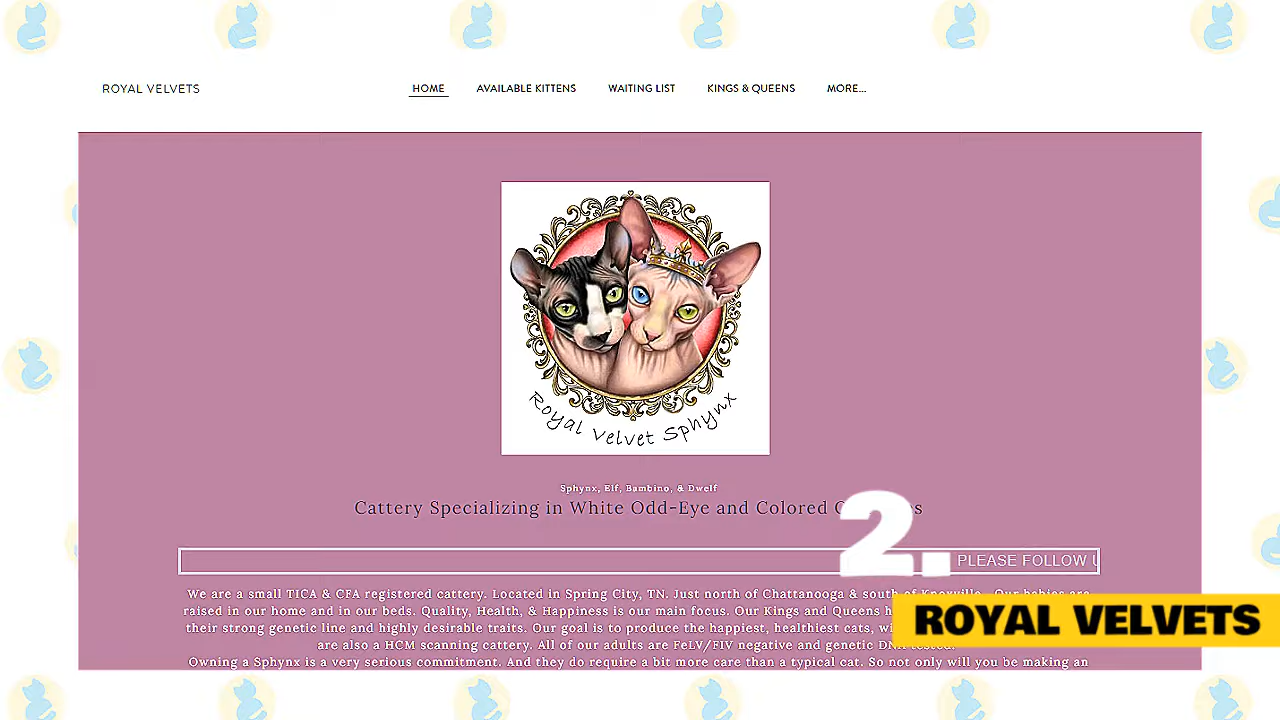 ROYAL VELVETS
HOME AVAILABLE KITTENS WAITING LIST KINGS & QUEENS MORE...
Royal Velvet Sphynx
Sphynx, Elf, Bambino, & Dwelf
Cattery Specializing in White Odd-Eye and Colored
2.
PLEASE FOLLOW
We are a small TICA & CFA registered cattery. Located in Spring City, TN. Just north of Chattanooga & south of Knoxville. Our babies are
raised in our home and in our beds. Quality, Health, & Happiness is our main focus. Our Kings and Queens
their strong genetic line and highly desirable traits. Our goal is to produce the happiest, healthiest cats,
are also a HCM scanning cattery. All of our adults are FeLV/FIV negative and genetic DNA tested.
Owning a Sphynx is a very serious commitment. And they do require a bit more care than a typical cat. So not only will you be making an
ROYAL VELVETS